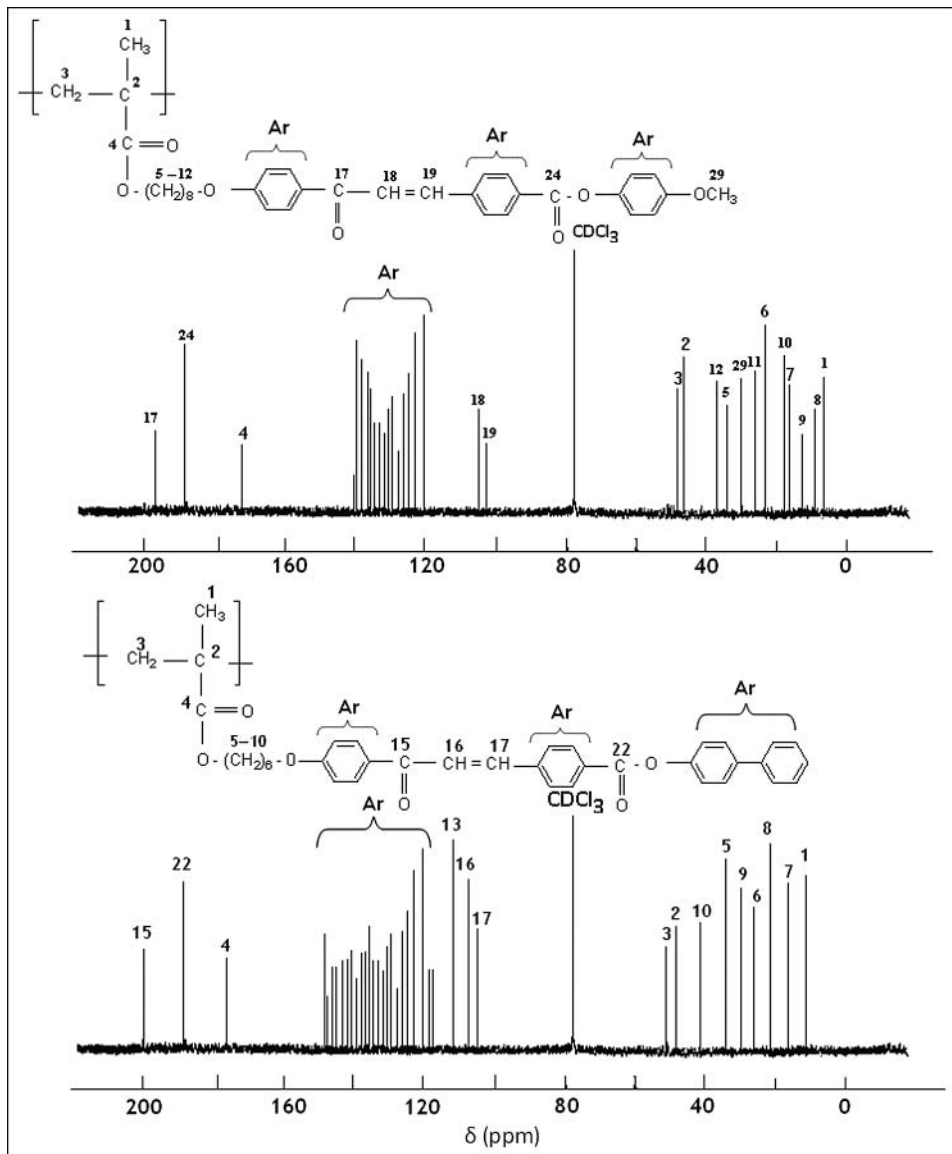 1
CH₃
3
CH₂ C 2
4 C = O
5 –12
O -(CH₂)₈- O
Ar
17
C
O
18 19
CH = CH
Ar
24
C - O
O
Ar
29
OCH₃
CDCl₃
Ar
17 24 4 18 19 3 2 12 5 29 11 6 10 7 9 8 1
200 160 120 80 40 0
1
CH₃
3
CH₂ C 2
4 C = O
5–10
O -(CH₂)₆- O
Ar
15
C
O
16 17
CH = CH
Ar
22
C - O
O
Ar
CDCl₃
Ar
15 22 4 13 16 17 3 2 10 5 9 6 8 7 1
200 160 120 80 40 0
δ (ppm)